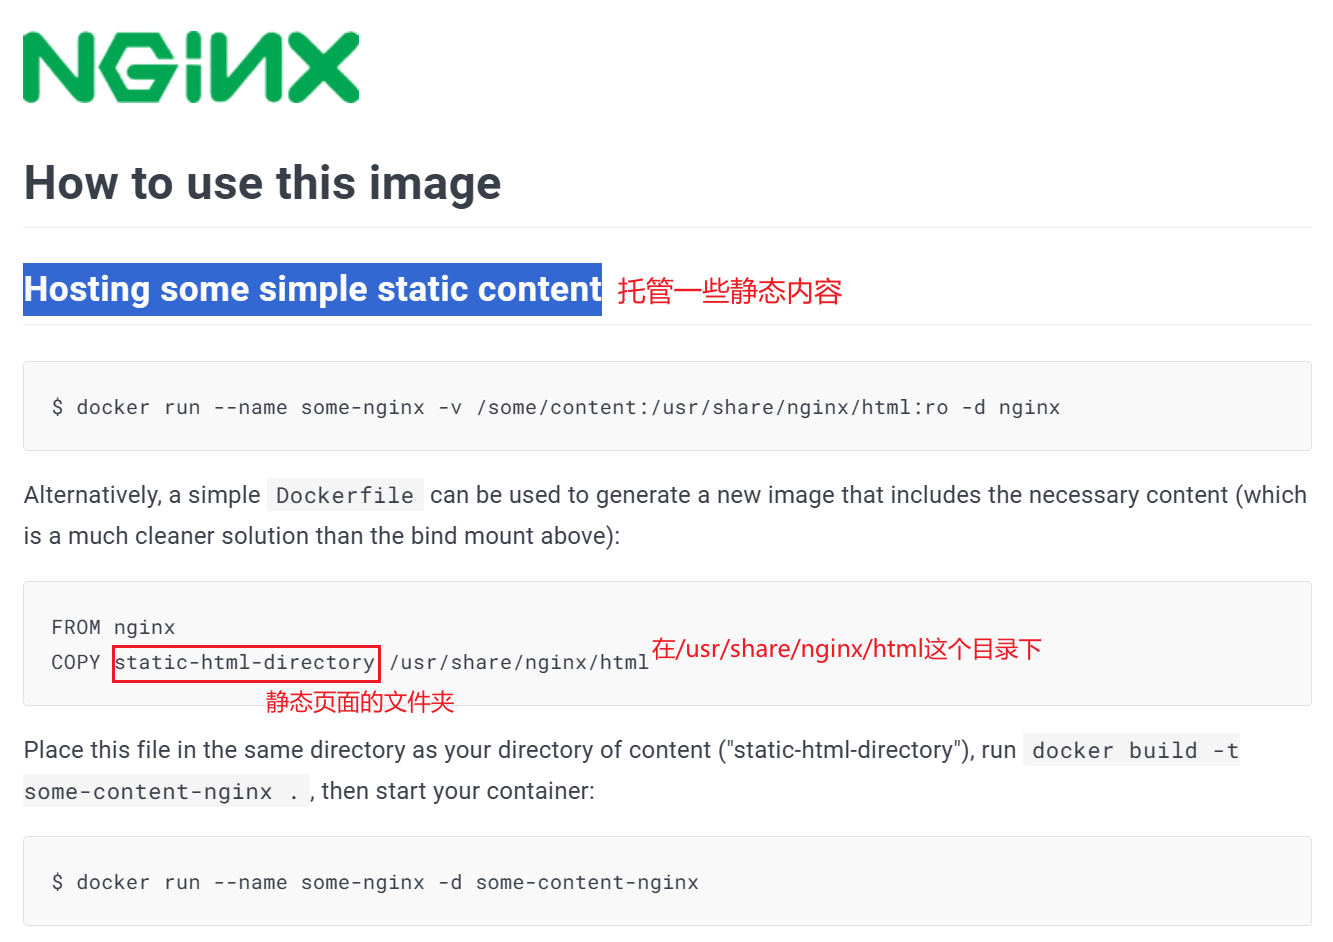 NGINX
How to use this image
Hosting some simple static content 托管一些静态内容
$ docker run --name some-nginx -v /some/content:/usr/share/nginx/html:ro -d nginx
Alternatively, a simple Dockerfile can be used to generate a new image that includes the necessary content (which
is a much cleaner solution than the bind mount above):
FROM nginx
COPY static-html-directory /usr/share/nginx/html 在/usr/share/nginx/html这个目录下
静态页面的文件夹
Place this file in the same directory as your directory of content ("static-html-directory"), run docker build -t
some-content-nginx . , then start your container:
$ docker run --name some-nginx -d some-content-nginx